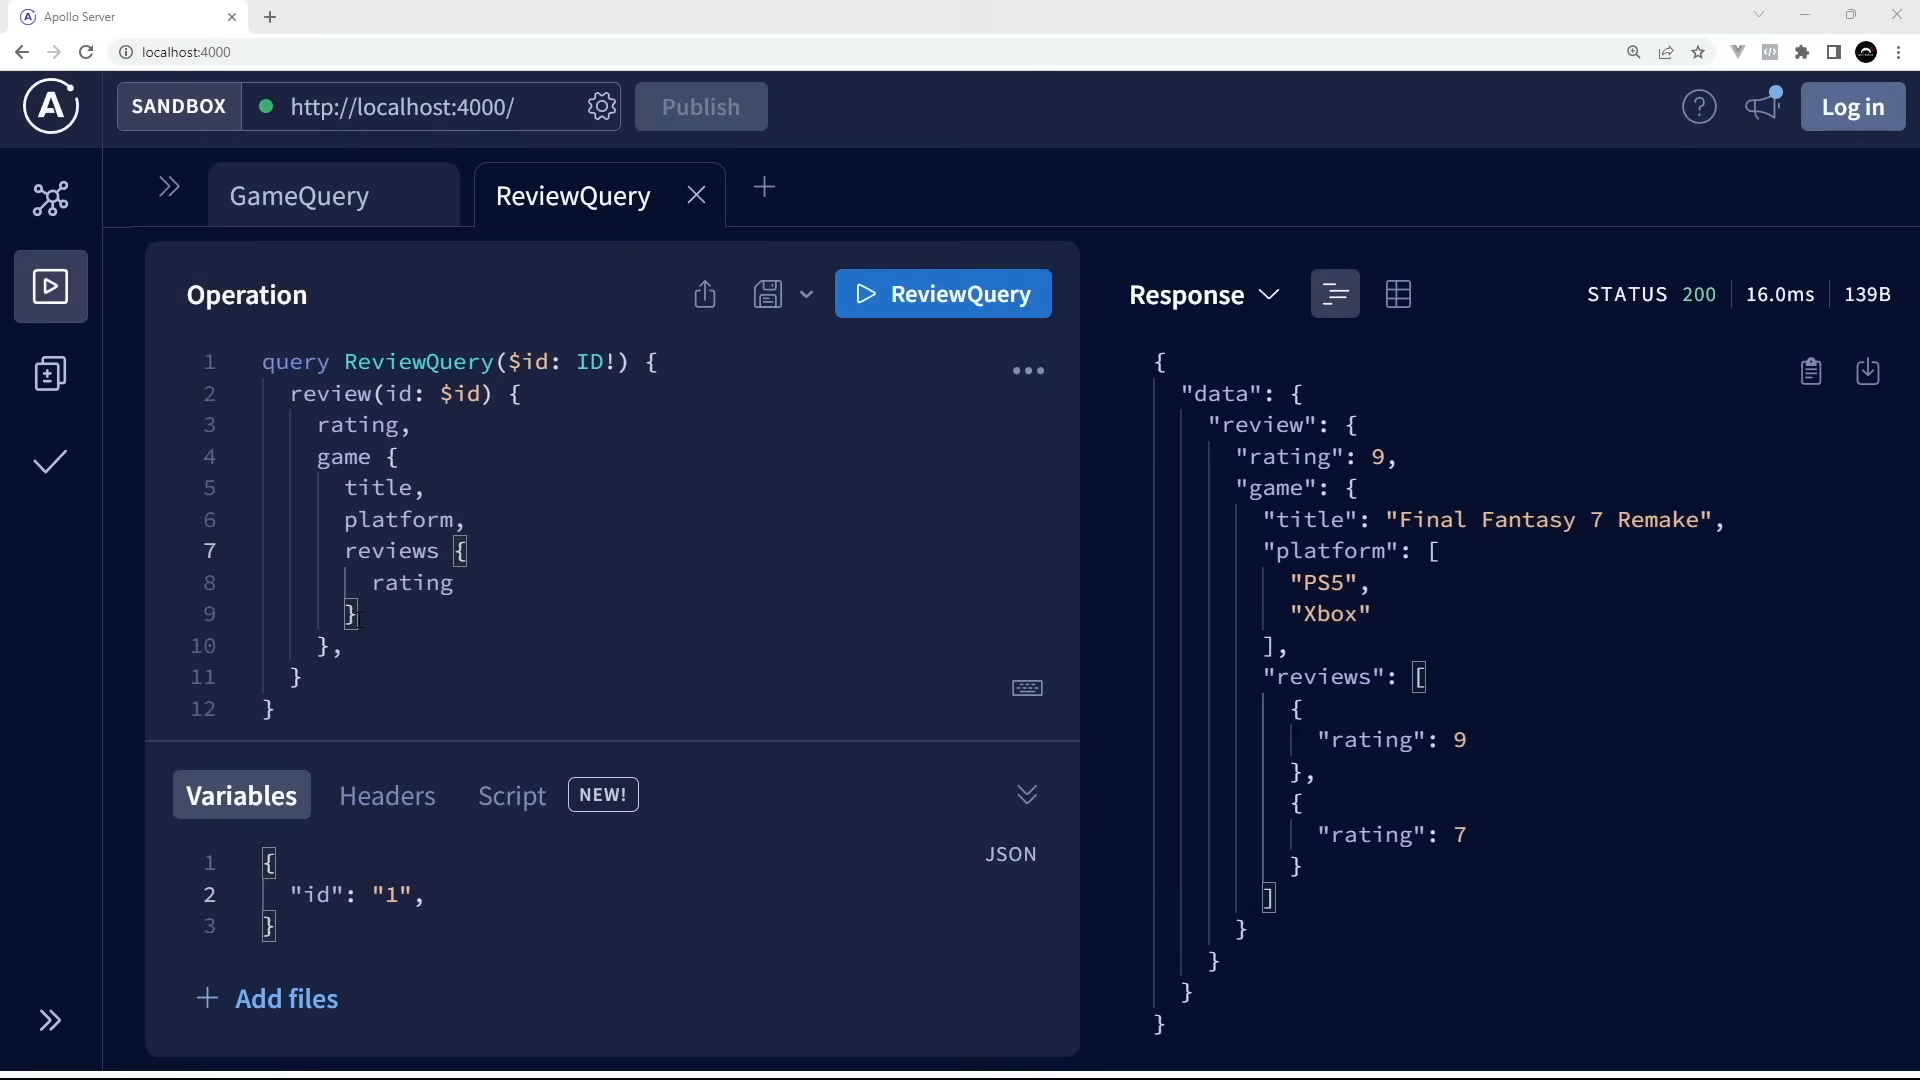 Apollo Server
localhost:4000
SANDBOX
http://localhost:4000/
Publish
Log in
GameQuery
ReviewQuery
Operation
ReviewQuery
1 query ReviewQuery($id: ID!) {
2 review(id: $id) {
3 rating,
4 game {
5 title,
6 platform,
7 reviews {
8 rating
9 }
10 },
11 }
12 }
Variables
Headers
Script
NEW!
JSON
1 {
2 "id": "1",
3 }
Add files
Response
STATUS 200
16.0ms
139B
{
"data": {
"review": {
"rating": 9,
"game": {
"title": "Final Fantasy 7 Remake",
"platform": [
"PS5",
"Xbox"
],
"reviews": [
{
"rating": 9
},
{
"rating": 7
}
]
}
}
}
}